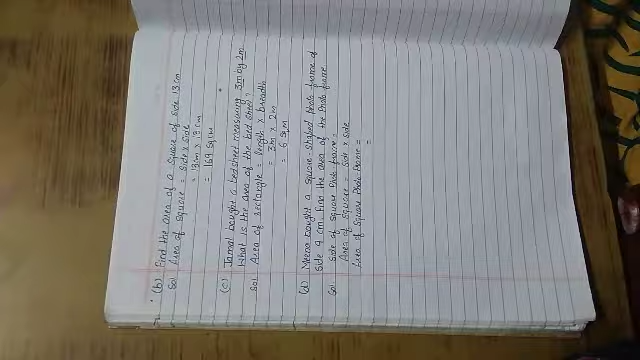 (b) Find the area of a square of side 13 cm
Sol Area of square = side x side
= 13m x 13 cm
= 169 sq cm
(c) Jamal bought a bedsheet measuring 3m by 2m
What is the area of the bed sheet?
Sol Area of rectangle = length x breadth
= 3m x 2m
= 6 sq m
(d) Meena bought a square shaped photo frame of
side 9 cm. Find the area of the photo frame
Sol side of square photo frame =
Area of square = side x side
Area of square Photo Frame =
=